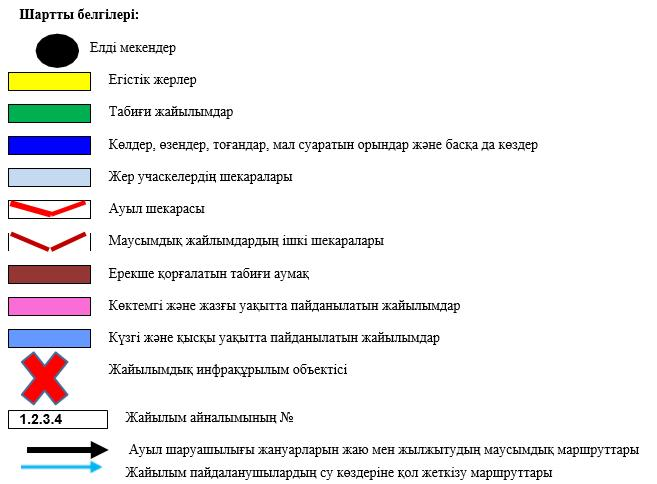 Шартты белгілері:
Елді мекендер
Егістік жерлер
Табиғи жайылымдар
Көлдер, өзендер, тоғандар, мал суаратын орындар және басқа да көздер
Жер учаскелердің шекаралары
Ауыл шекарасы
Маусымдық жайлымдардың ішкі шекаралары
Ерекше қорғалатын табиғи аумақ
Көктемгі және жазғы уақытта пайданылатын жайылымдар
Күзгі және қысқы уақытта пайданылатын жайылымдар
Жайылымдық инфрақұрылым объектісі
1.2.3.4 Жайылым айналымының №
Ауыл шаруашылығы жануарларын жаю мен жылжытудың маусымдық маршруттары
Жайылым пайдаланушылардың су көздеріне қол жеткізу маршруттары